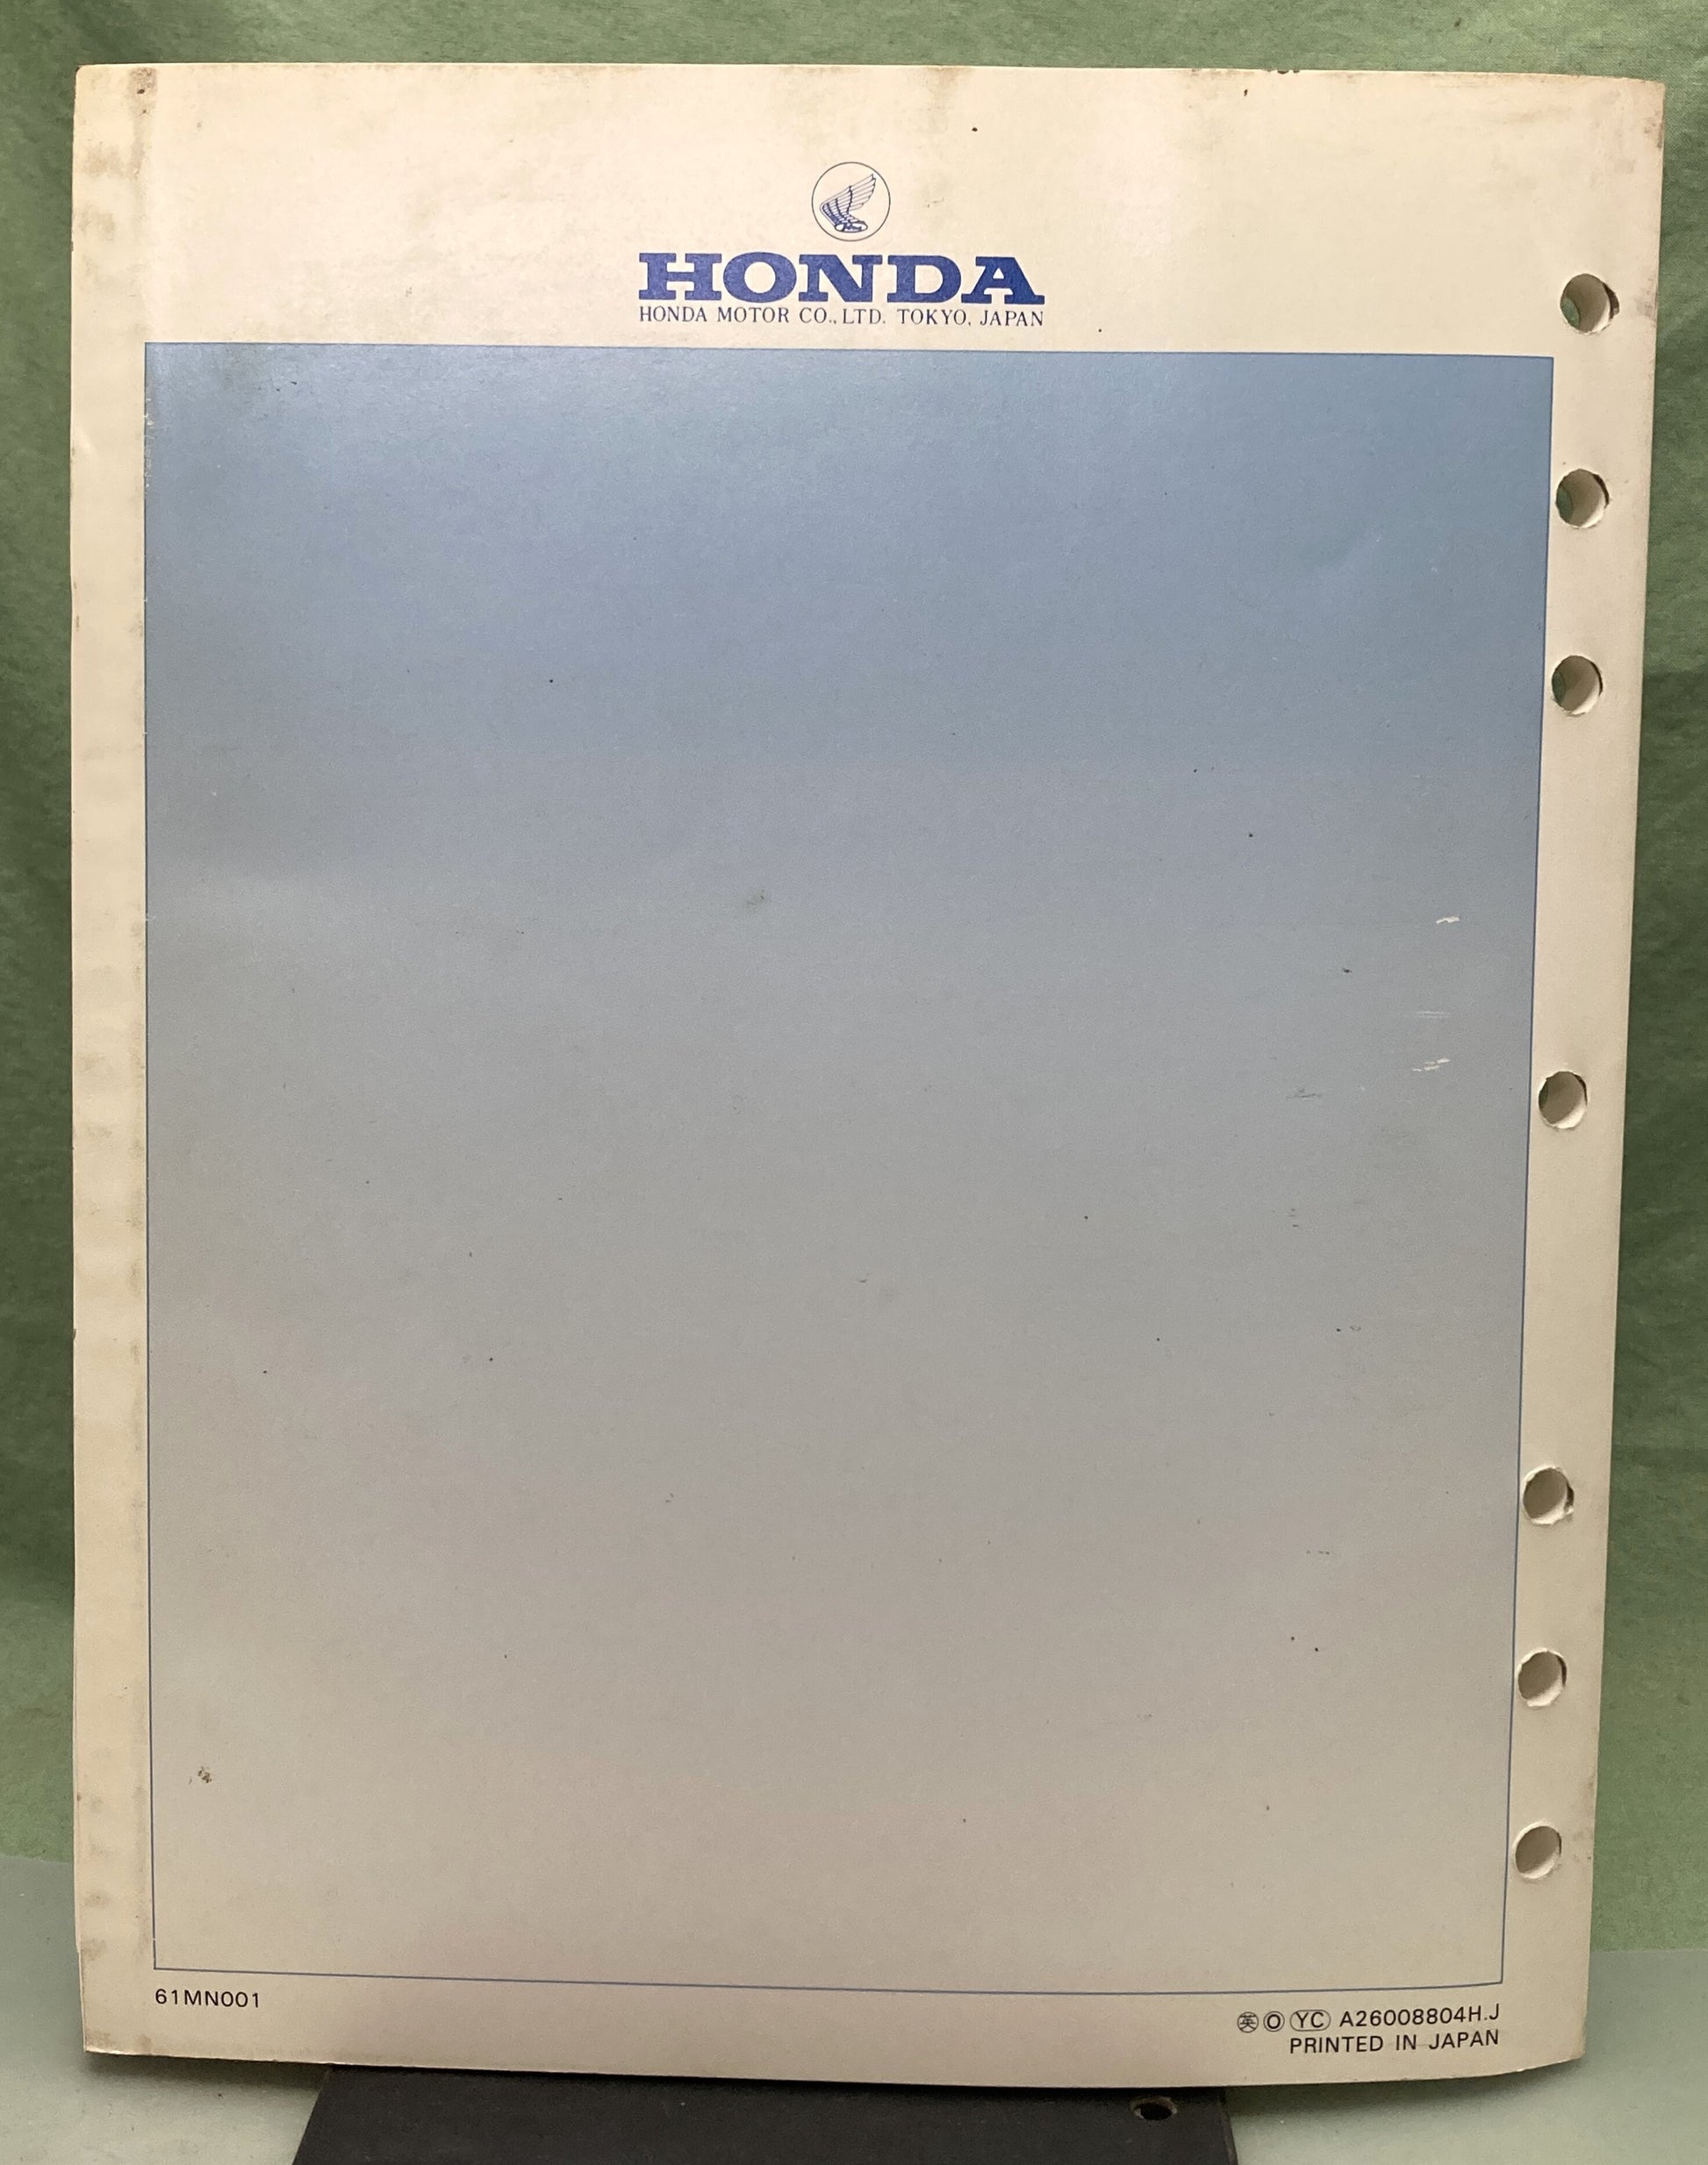 HONDA
HONDA MOTOR CO., LTD. TOKYO, JAPAN
61MN001
英 O YC A26008804H.J
PRINTED IN JAPAN